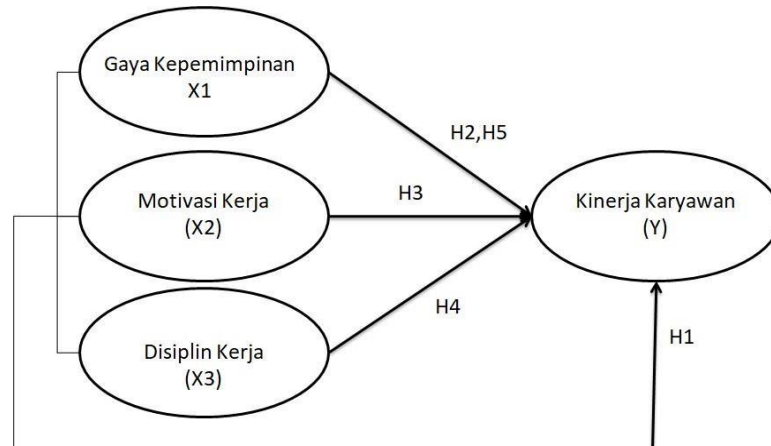 Gaya Kepemimpinan
X1
H2,H5
Motivasi Kerja
(X2)
H3
Kinerja Karyawan
(Y)
H4
Disiplin Kerja
(X3)
H1